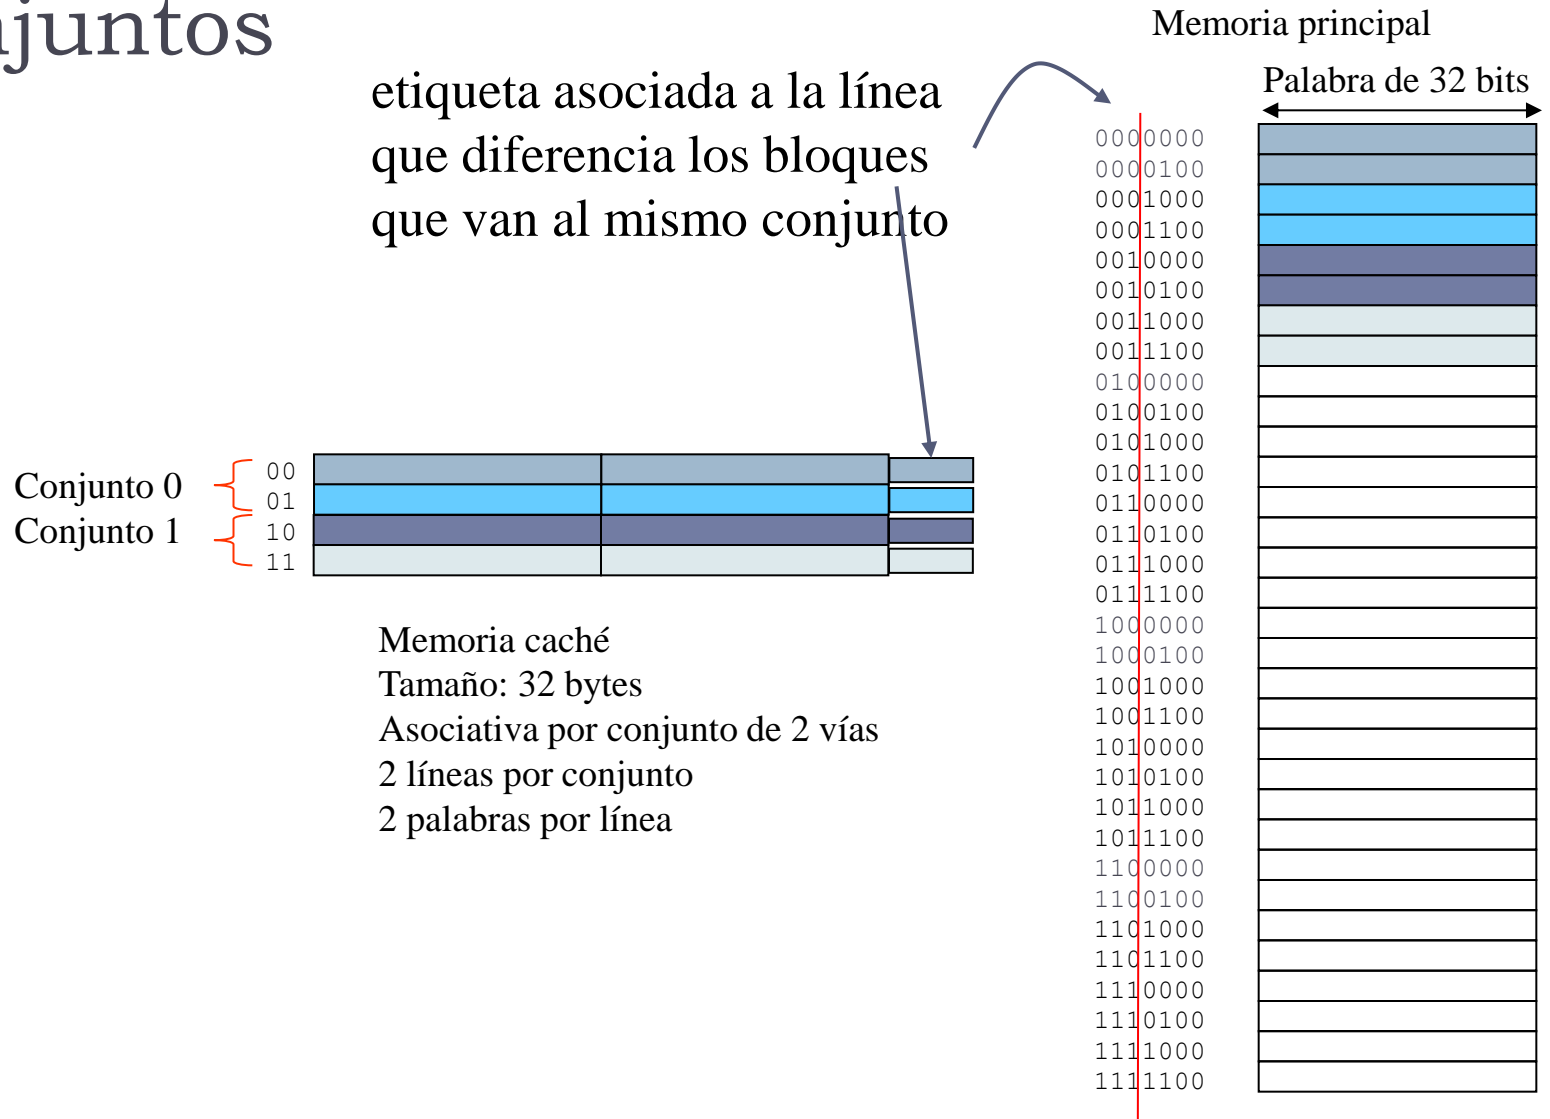 njuntos
etiqueta asociada a la línea
que diferencia los bloques
que van al mismo conjunto
Conjunto 0
Conjunto 1
00
01
10
11
Memoria caché
Tamaño: 32 bytes
Asociativa por conjunto de 2 vías
2 líneas por conjunto
2 palabras por línea
Memoria principal
Palabra de 32 bits
0000000
0000100
0001000
0001100
0010000
0010100
0011000
0011100
0100000
0100100
0101000
0101100
0110000
0110100
0111000
0111100
1000000
1000100
1001000
1001100
1010000
1010100
1011000
1011100
1100000
1100100
1101000
1101100
1110000
1110100
1111000
1111100